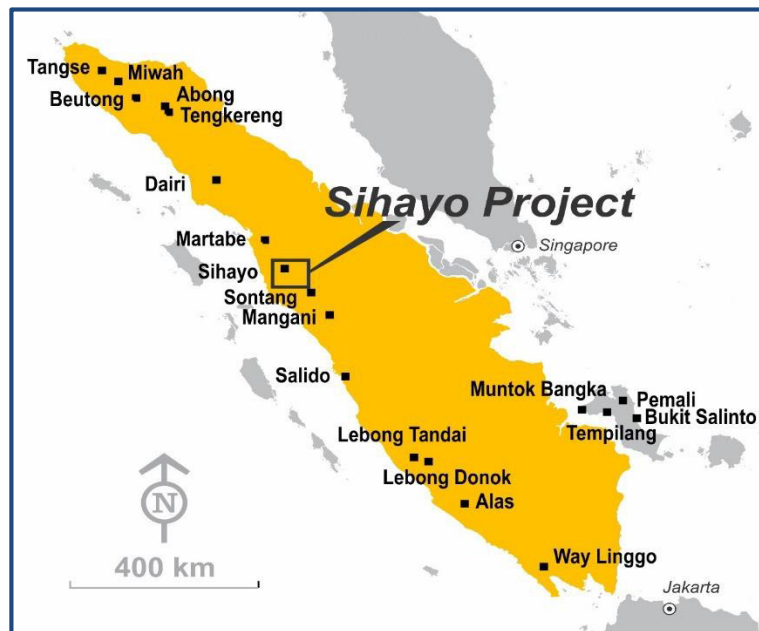 Tangse
Miwah
Beutong
Abong
Tengkereng
Dairi
Sihayo Project
Martabe
Singapore
Sihayo
Sontang
Mangani
Salido
Muntok Bangka
Pemali
Bukit Salinto
Tempilang
Lebong Tandai
Lebong Donok
Alas
N
400 km
Way Linggo
Jakarta